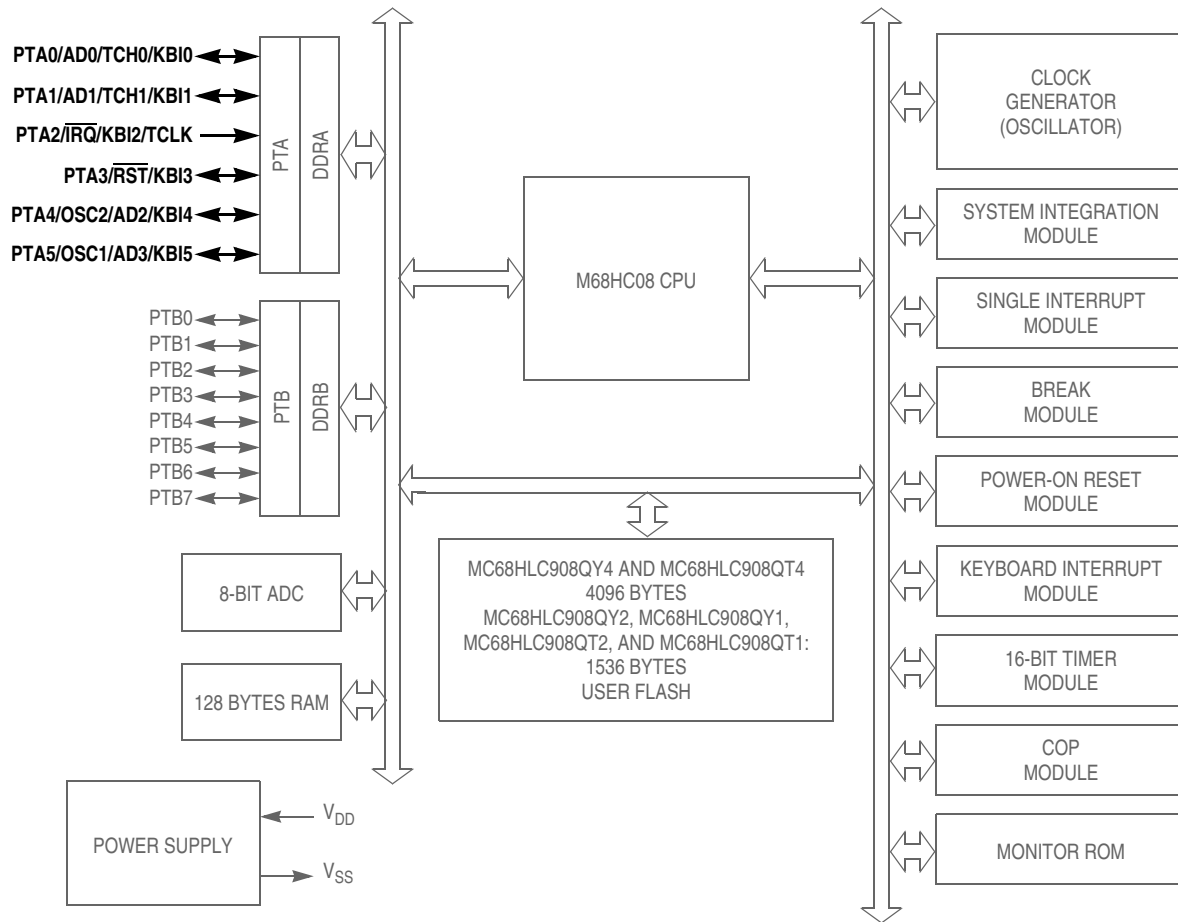 PTA0/AD0/TCH0/KBI0
PTA1/AD1/TCH1/KBI1
PTA2/I̅R̅Q̅/KBI2/TCLK
PTA3/R̅S̅T̅/KBI3
PTA4/OSC2/AD2/KBI4
PTA5/OSC1/AD3/KBI5
PTA
DDRA
PTB0
PTB1
PTB2
PTB3
PTB4
PTB5
PTB6
PTB7
PTB
DDRB
8-BIT ADC
128 BYTES RAM
POWER SUPPLY
VDD
VSS
M68HC08 CPU
MC68HLC908QY4 AND MC68HLC908QT4
4096 BYTES
MC68HLC908QY2, MC68HLC908QY1,
MC68HLC908QT2, AND MC68HLC908QT1:
1536 BYTES
USER FLASH
CLOCK
GENERATOR
(OSCILLATOR)
SYSTEM INTEGRATION
MODULE
SINGLE INTERRUPT
MODULE
BREAK
MODULE
POWER-ON RESET
MODULE
KEYBOARD INTERRUPT
MODULE
16-BIT TIMER
MODULE
COP
MODULE
MONITOR ROM